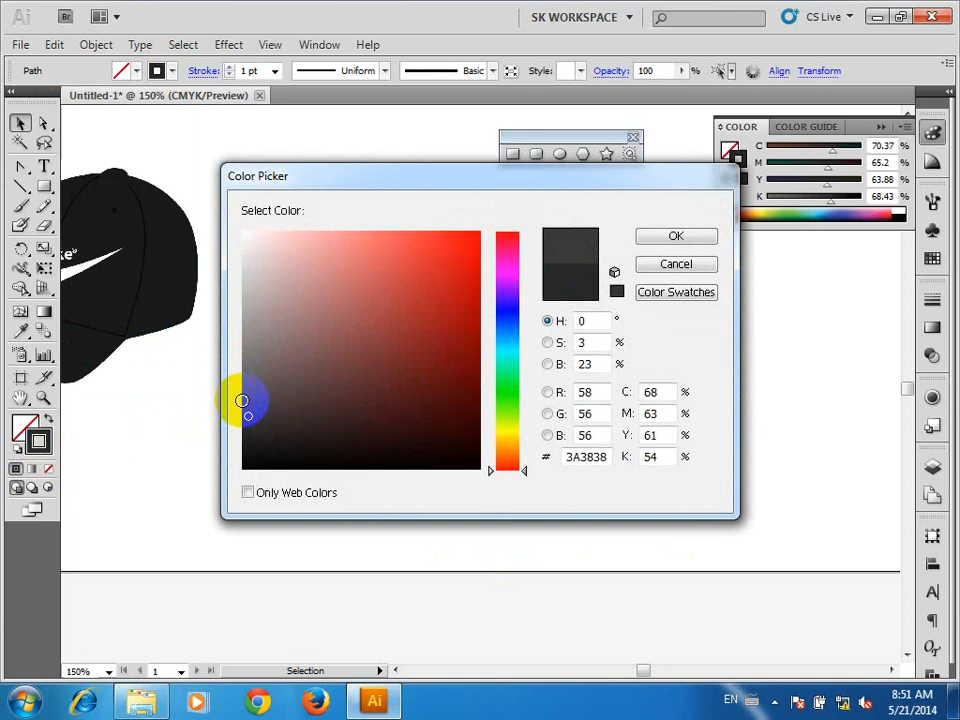 Ai Br SK WORKSPACE CS Live
File Edit Object Type Select Effect View Window Help
Path Stroke: 1 pt Uniform Basic Style: Opacity: 100 % Align Transform
Untitled-1* @ 150% (CMYK/Preview)
COLOR COLOR GUIDE
C 70.37 %
M 65.2 %
Y 63.88 %
K 68.43 %
Color Picker
Select Color:
OK
Cancel
Color Swatches
H: 0 °
S: 3 %
B: 23 %
R: 58 C: 68 %
G: 56 M: 63 %
B: 56 Y: 61 %
# 3A3838 K: 54 %
Only Web Colors
150% 1 Selection
Ai EN 8:51 AM
5/21/2014